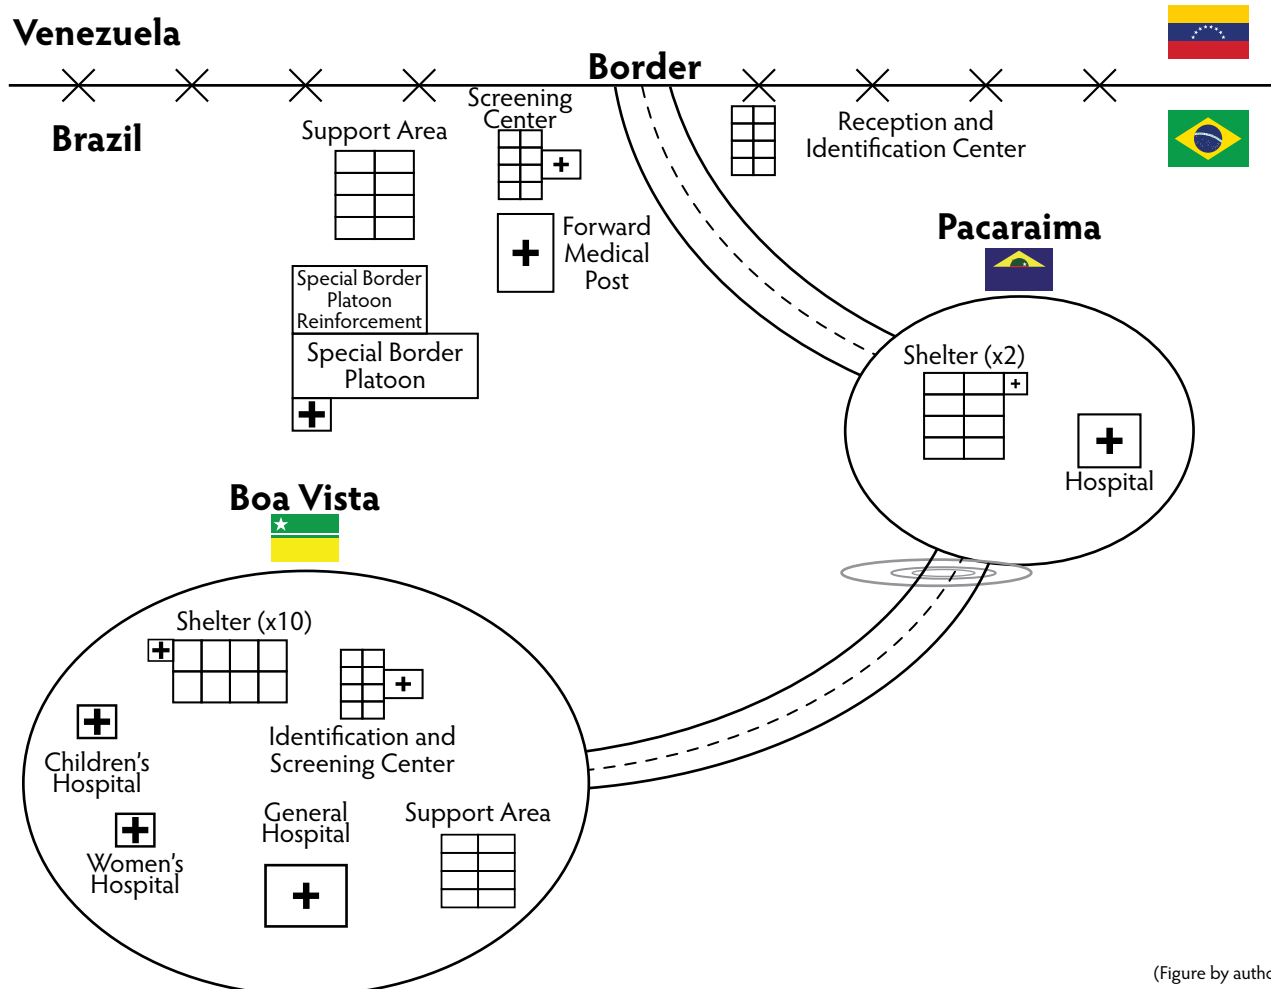 Venezuela
Border
Brazil
Support Area
Screening
Center
Reception and
Identification Center
Forward
Medical
Post
Pacaraima
Special Border
Platoon
Reinforcement
Special Border
Platoon
Shelter (x2)
Hospital
Boa Vista
Shelter (x10)
Identification and
Screening Center
Children's
Hospital
General
Hospital
Support Area
Women's
Hospital
(Figure by